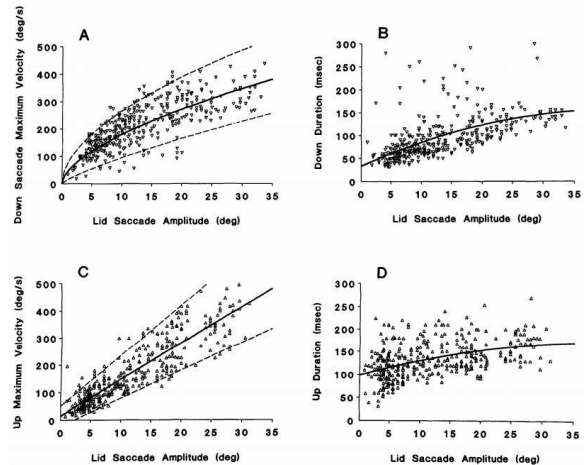 A
B
Down Saccade Maximum Velocity (deg/s)
500
400
300
200
100
0
0 5 10 15 20 25 30 35
Lid Saccade Amplitude (deg)
Down Duration (msec)
300
250
200
150
100
50
0
0 5 10 15 20 25 30 35
Lid Saccade Amplitude (deg)
C
D
Up Maximum Velocity (deg/s)
500
400
300
200
100
0
0 5 10 15 20 25 30 35
Lid Saccade Amplitude (deg)
Up Duration (msec)
300
250
200
150
100
50
0
0 5 10 15 20 25 30 35
Lid Saccade Amplitude (deg)